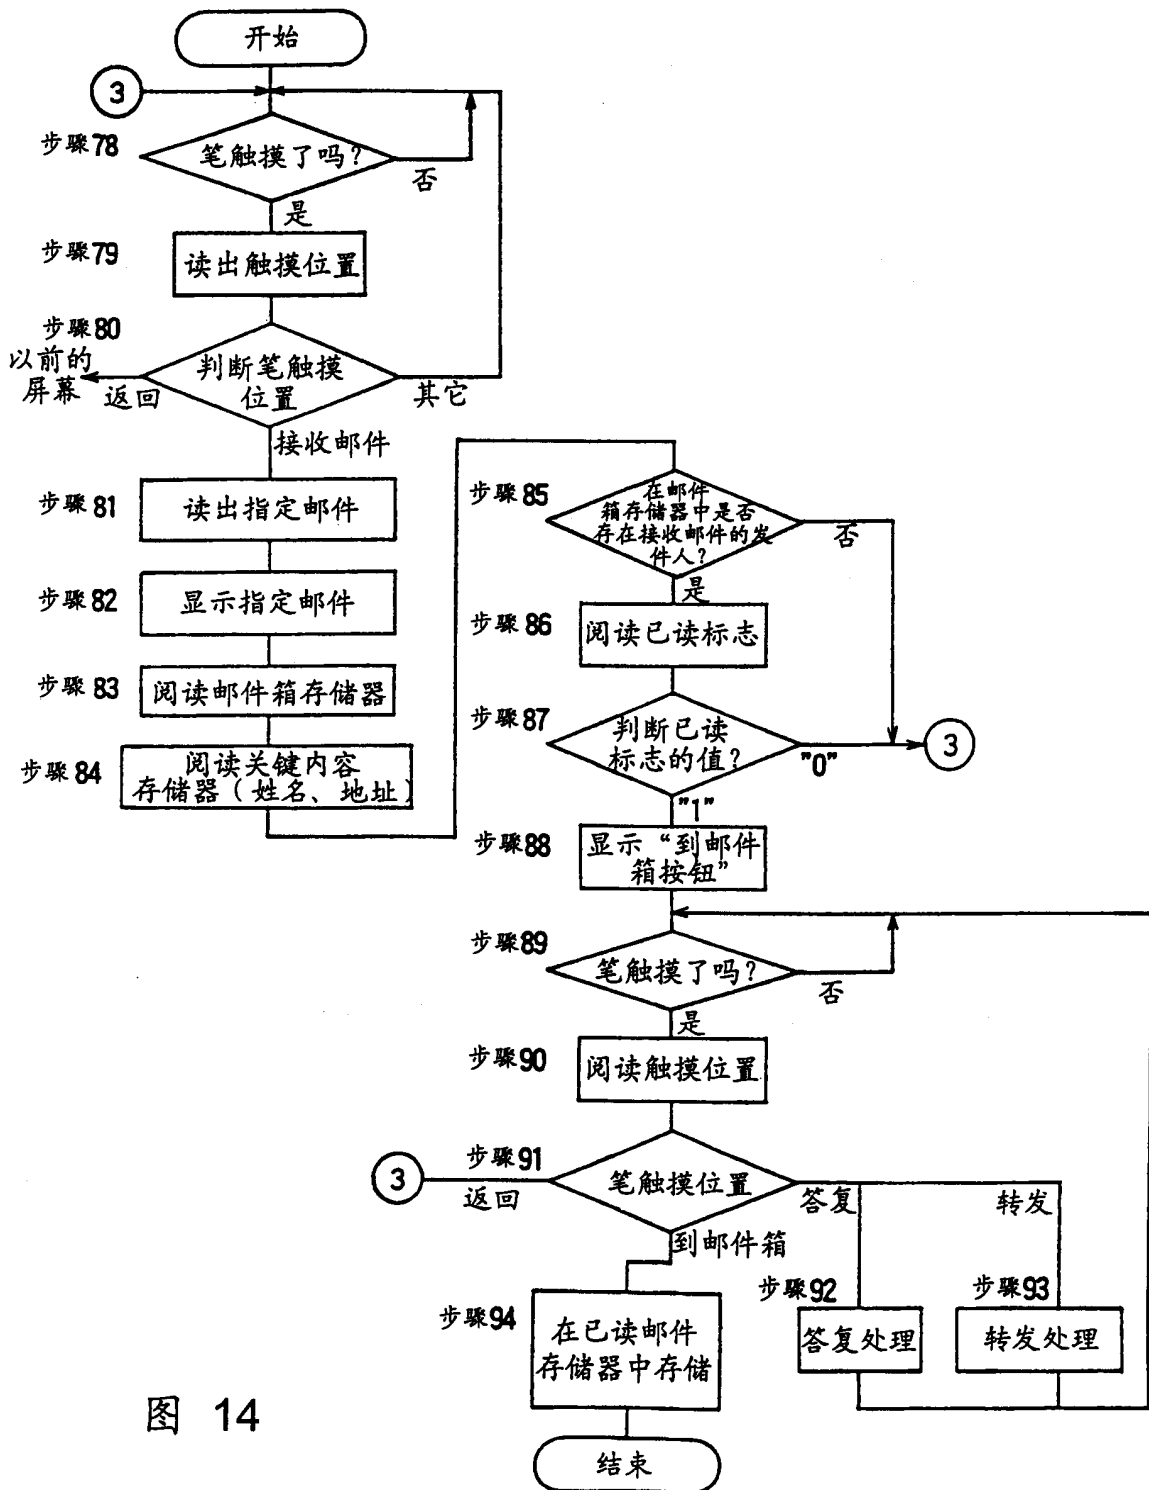 开始
3
步骤78
笔触摸了吗?
否
是
步骤79
读出触摸位置
步骤80
以前的
屏幕
返回
判断笔触摸
位置
其它
接收邮件
步骤81
读出指定邮件
步骤82
显示指定邮件
步骤83
阅读邮件箱存储器
步骤84
阅读关键内容
存储器(姓名、地址)
步骤85
在邮件
箱存储器中是否
存在接收邮件的发
件人?
否
是
步骤86
阅读已读标志
步骤87
判断已读
标志的值?
"0"
3
"1"
步骤88
显示“到邮件
箱按钮”
步骤89
笔触摸了吗?
否
是
步骤90
阅读触摸位置
步骤91
3
返回
笔触摸位置
答复
转发
到邮件箱
步骤92
答复处理
步骤93
转发处理
步骤94
在已读邮件
存储器中存储
结束
图 14